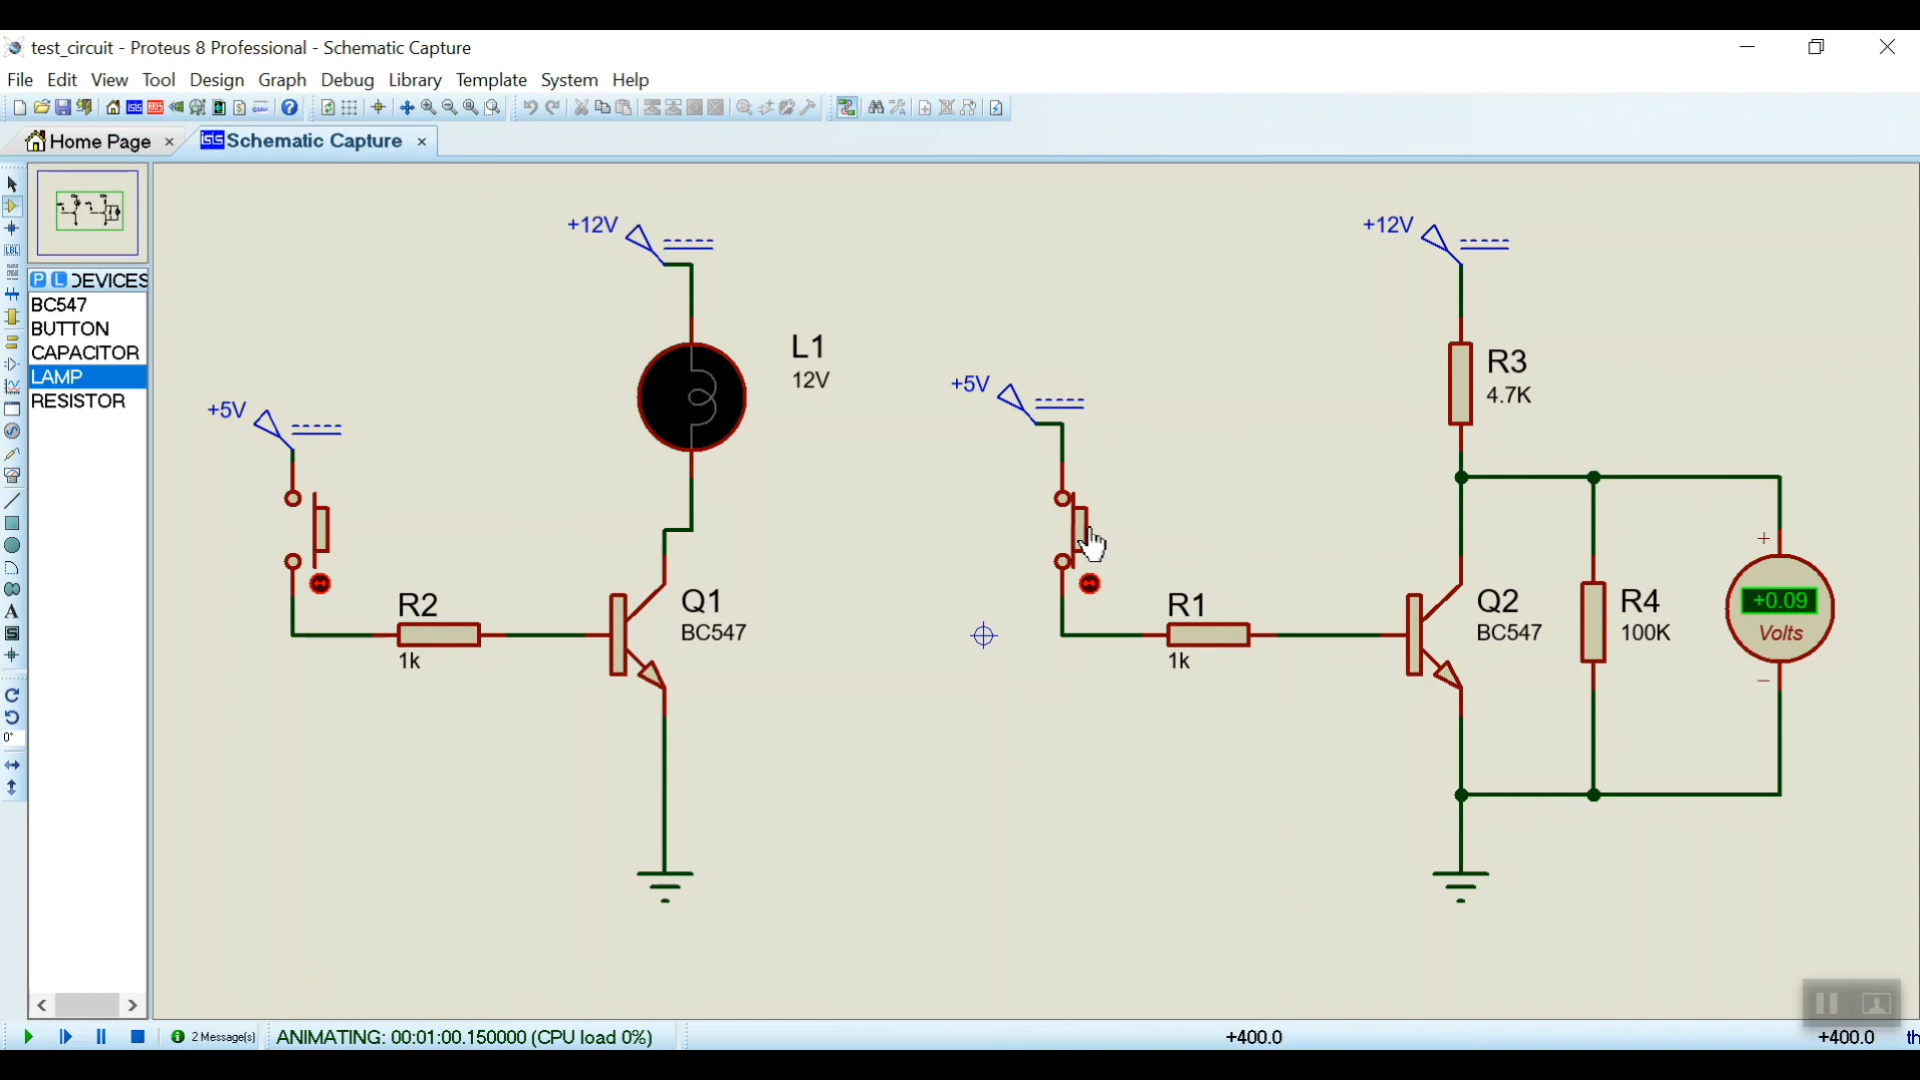 test_circuit - Proteus 8 Professional - Schematic Capture
File Edit View Tool Design Graph Debug Library Template System Help
Home Page × Schematic Capture ×
P L DEVICES
BC547
BUTTON
CAPACITOR
LAMP
RESISTOR
0°
+12V
L1
12V
+5V
R2
1k
Q1
BC547
+12V
R3
4.7K
+5V
R1
1k
Q2
BC547
R4
100K
+
+0.09
Volts
−
2 Message(s) ANIMATING: 00:01:00.150000 (CPU load 0%) +400.0 +400.0 th